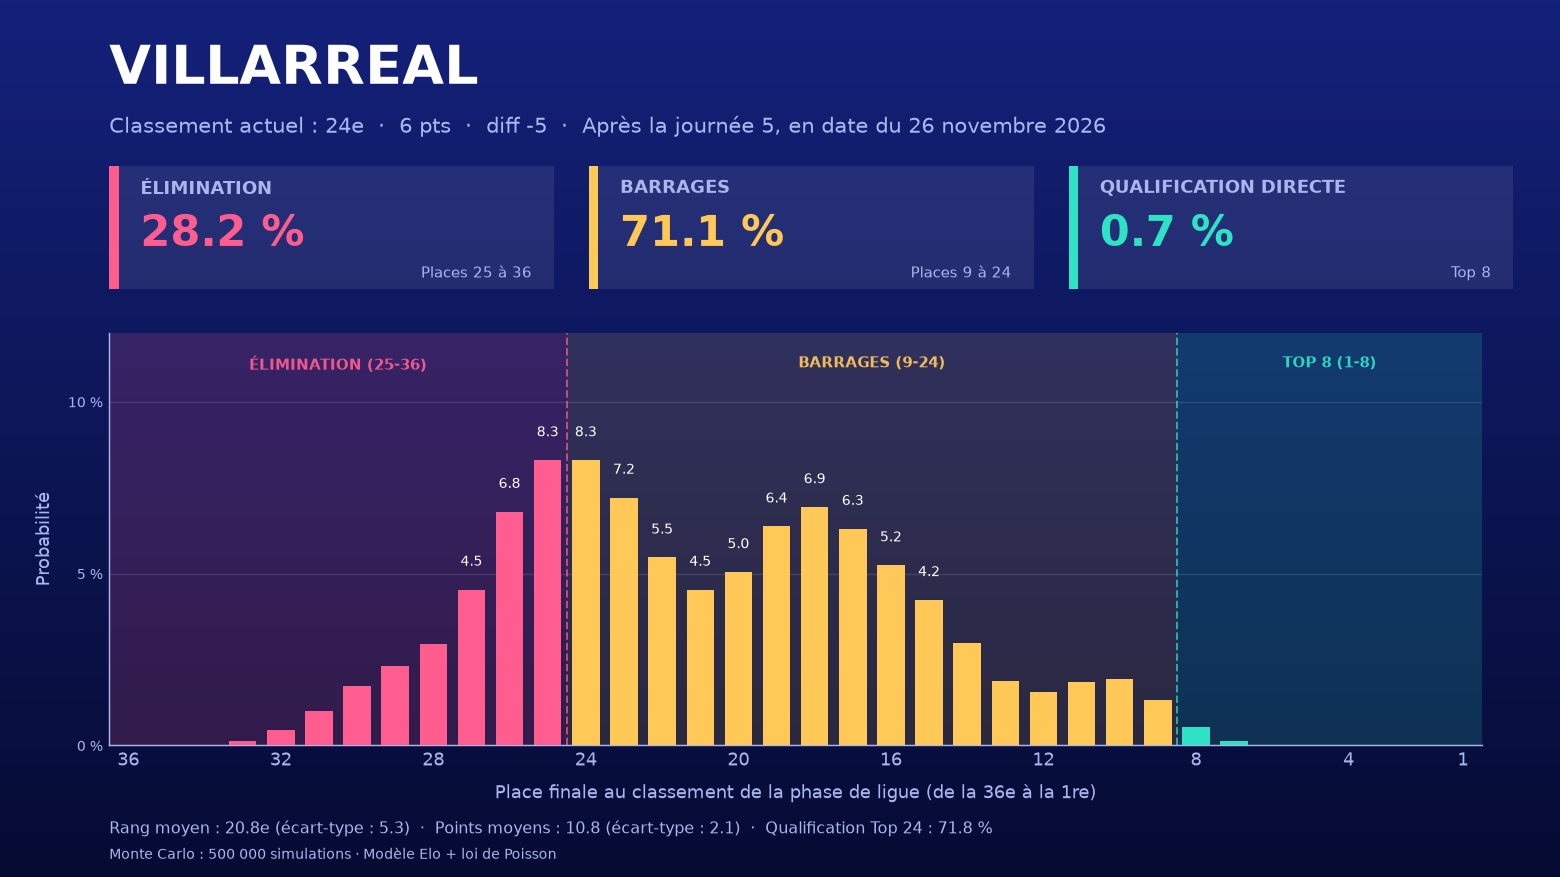 VILLARREAL
Classement actuel : 24e · 6 pts · diff -5 · Après la journée 5, en date du 26 novembre 2026
ÉLIMINATION
28.2 %
Places 25 à 36
BARRAGES
71.1 %
Places 9 à 24
QUALIFICATION DIRECTE
0.7 %
Top 8
ÉLIMINATION (25-36)
BARRAGES (9-24)
TOP 8 (1-8)
10 %
5 %
0 %
Probabilité
4.5
6.8
8.3
8.3
7.2
5.5
4.5
5.0
6.4
6.9
6.3
5.2
4.2
36 32 28 24 20 16 12 8 4 1
Place finale au classement de la phase de ligue (de la 36e à la 1re)
Rang moyen : 20.8e (écart-type : 5.3) · Points moyens : 10.8 (écart-type : 2.1) · Qualification Top 24 : 71.8 %
Monte Carlo : 500 000 simulations · Modèle Elo + loi de Poisson